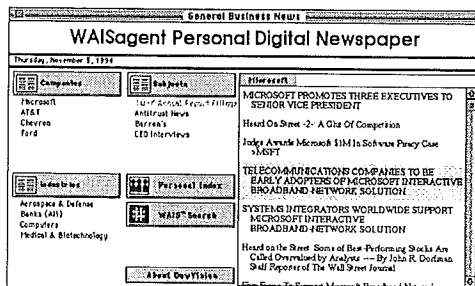 General Business News
WAISagent Personal Digital Newspaper
Thursday, November 8, 1994
Companies
Microsoft
AT&T
Chevron
Ford
Subjects
Annual Report Filings
Antitrust News
Barron's
CEO Interviews
Industries
Aerospace & Defense
Banks (All)
Computers
Medical & Biotechnology
Personal Index
WAIS™ Search
About DowVision
Microsoft
MICROSOFT PROMOTES THREE EXECUTIVES TO
SENIOR VICE PRESIDENT
Heard On Street -2-: A Glut Of Competition
Judge Awards Microsoft $1M In Software Piracy Case
>MSFT
TELECOMMUNICATIONS COMPANIES TO BE
EARLY ADOPTERS OF MICROSOFT INTERACTIVE
BROADBAND NETWORK SOLUTION
SYSTEMS INTEGRATORS WORLDWIDE SUPPORT
MICROSOFT INTERACTIVE
BROADBAND NETWORK SOLUTION
Heard on the Street: Some of Best-Performing Stocks Are
Called Overvalued by Analysts ---- By John R. Dorfman
Staff Reporter of The Wall Street Journal